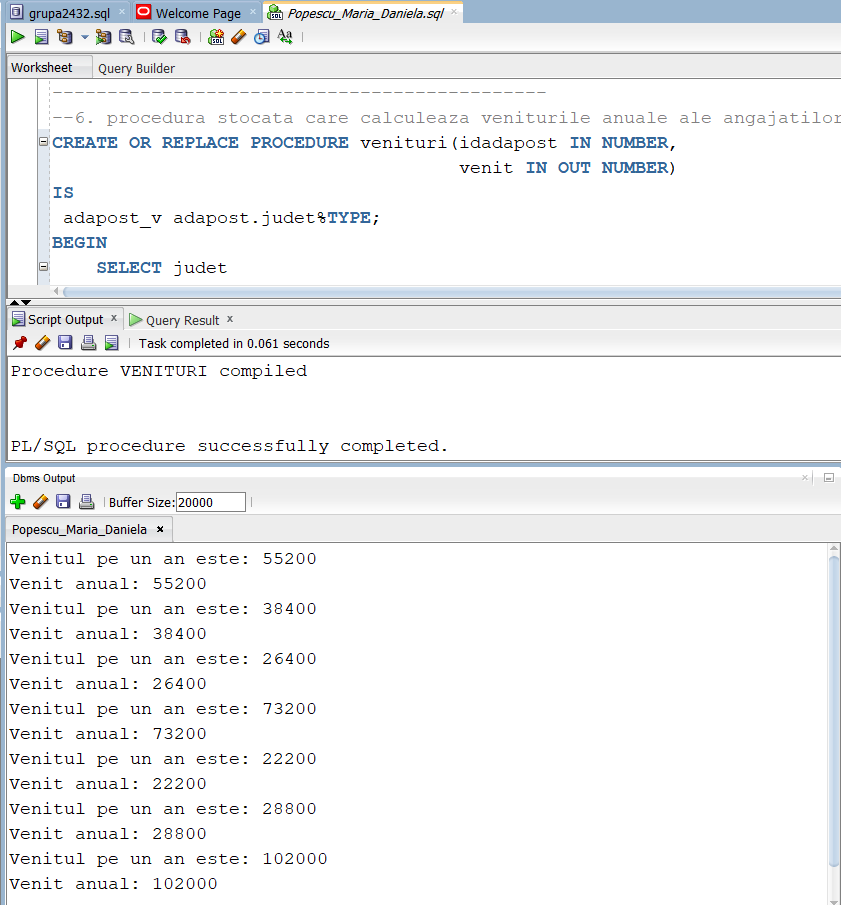 grupa2432.sql Welcome Page Popescu_Maria_Daniela.sql
Worksheet Query Builder
--------------------------------------------
--6. procedura stocata care calculeaza veniturile anuale ale angajatilor
CREATE OR REPLACE PROCEDURE venituri(idadapost IN NUMBER,
venit IN OUT NUMBER)
IS
adapost_v adapost.judet%TYPE;
BEGIN
SELECT judet
Script Output x Query Result x
Task completed in 0.061 seconds
Procedure VENITURI compiled
PL/SQL procedure successfully completed.
Dbms Output
Buffer Size: 20000
Popescu_Maria_Daniela x
Venitul pe un an este: 55200
Venit anual: 55200
Venitul pe un an este: 38400
Venit anual: 38400
Venitul pe un an este: 26400
Venit anual: 26400
Venitul pe un an este: 73200
Venit anual: 73200
Venitul pe un an este: 22200
Venit anual: 22200
Venitul pe un an este: 28800
Venit anual: 28800
Venitul pe un an este: 102000
Venit anual: 102000